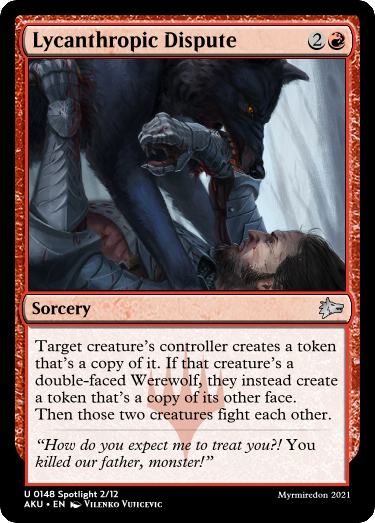 Lycanthropic Dispute 2
Sorcery
Target creature's controller creates a token
that's a copy of it. If that creature's a
double-faced Werewolf, they instead create
a token that's a copy of its other face.
Then those two creatures fight each other.
"How do you expect me to treat you?! You
killed our father, monster!"
U 0148 Spotlight 2/12
AKU • EN Vilenko Vujicevic
Myrmiredon 2021